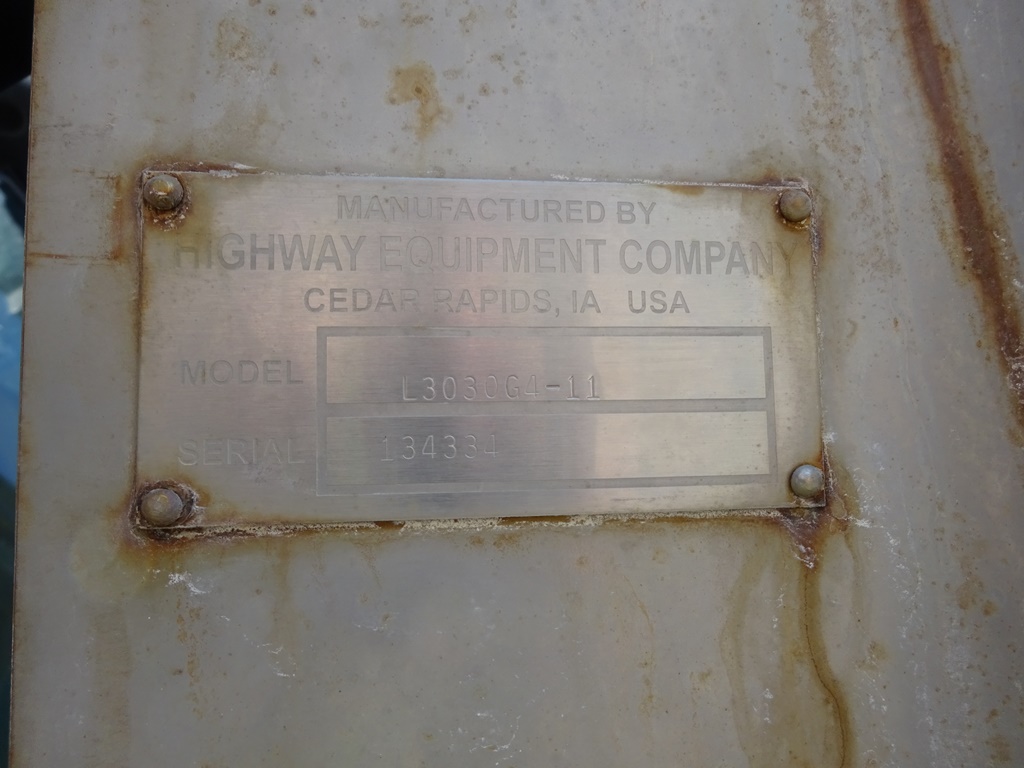 MANUFACTURED BY
HIGHWAY EQUIPMENT COMPANY
CEDAR RAPIDS, IA USA
MODEL L3030G4-11
SERIAL 134334